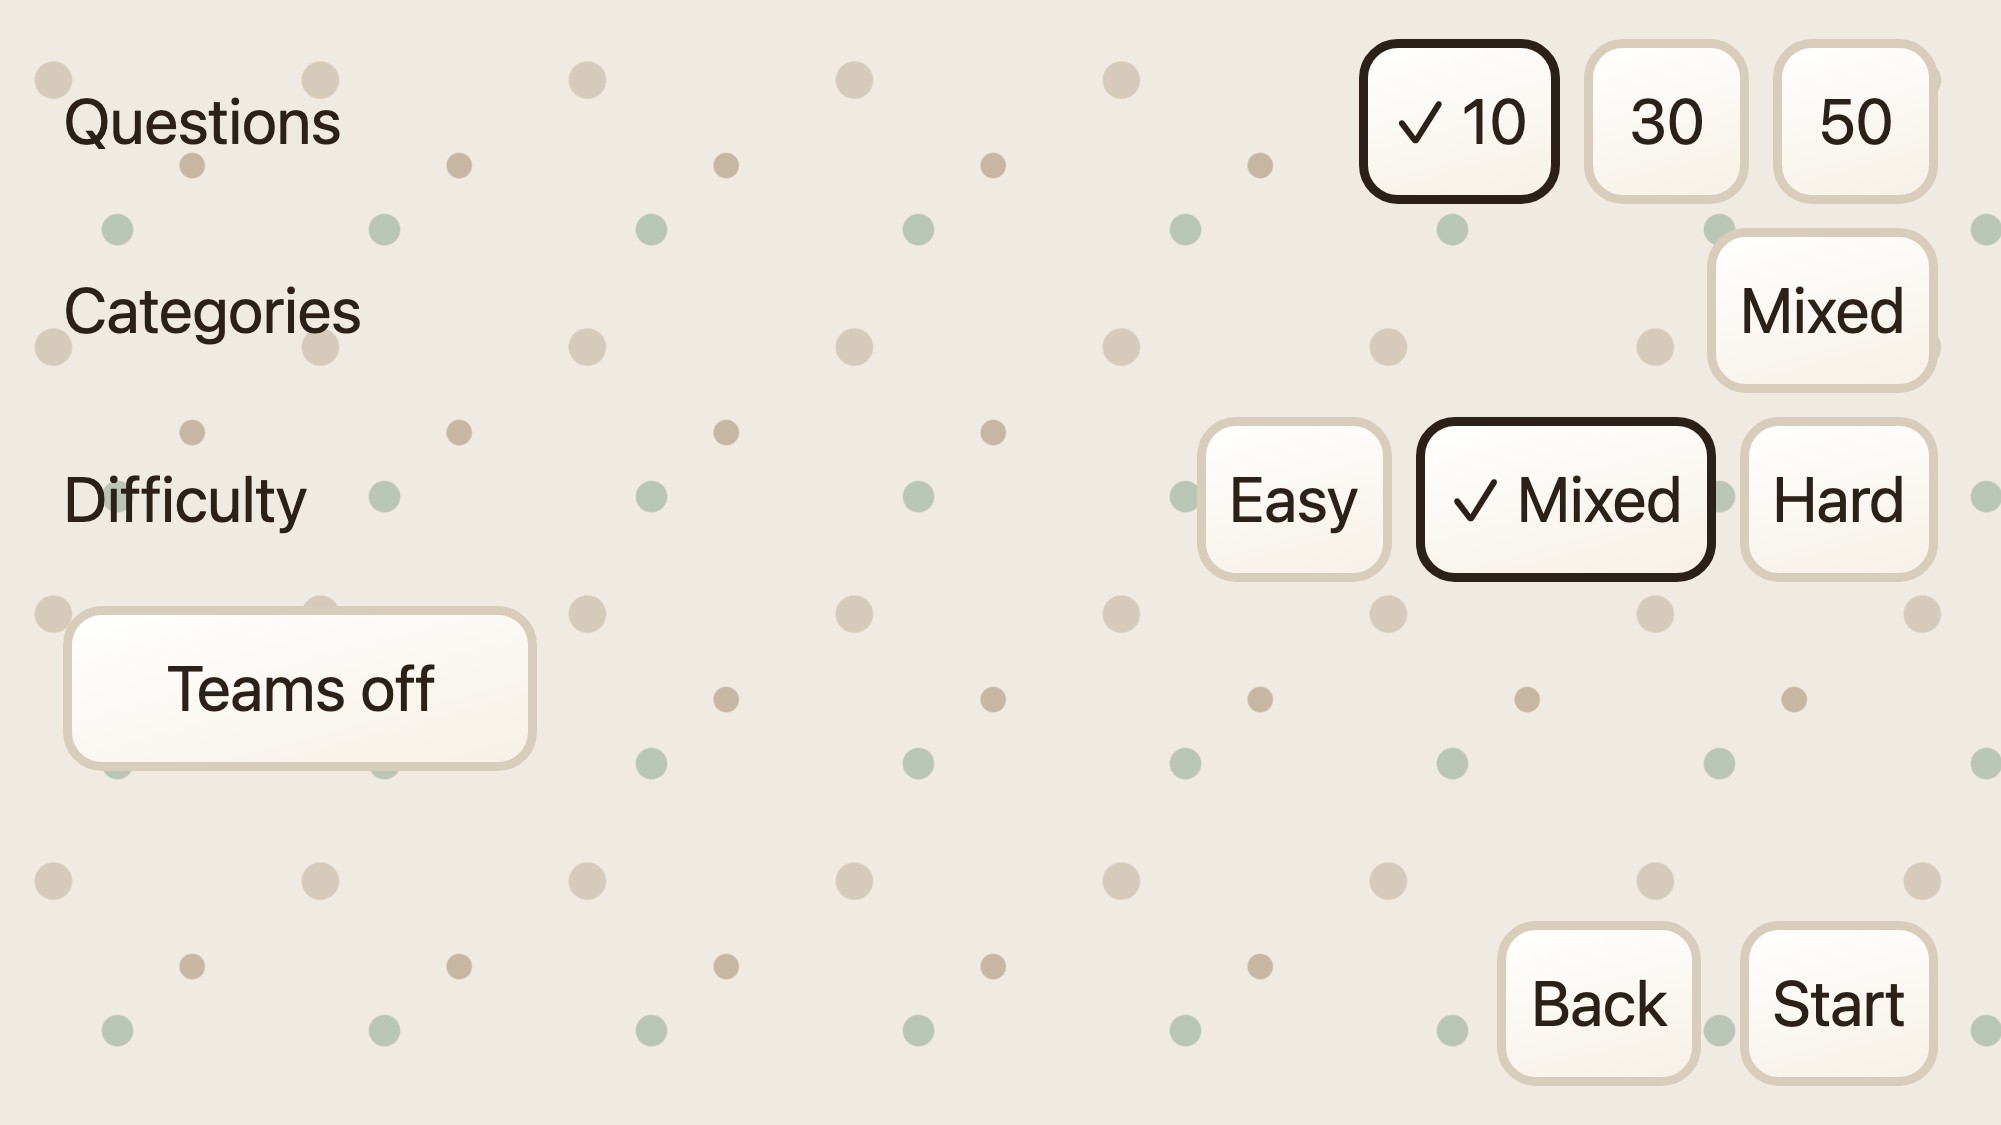 Questions ✓ 10 30 50
Categories Mixed
Difficulty Easy ✓ Mixed Hard
Teams off
Back Start